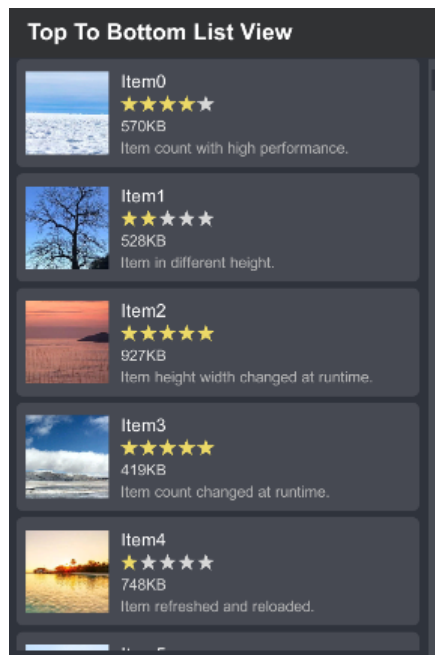 Top To Bottom List View
Item0
570KB
Item count with high performance.
Item1
528KB
Item in different height.
Item2
927KB
Item height width changed at runtime.
Item3
419KB
Item count changed at runtime.
Item4
748KB
Item refreshed and reloaded.